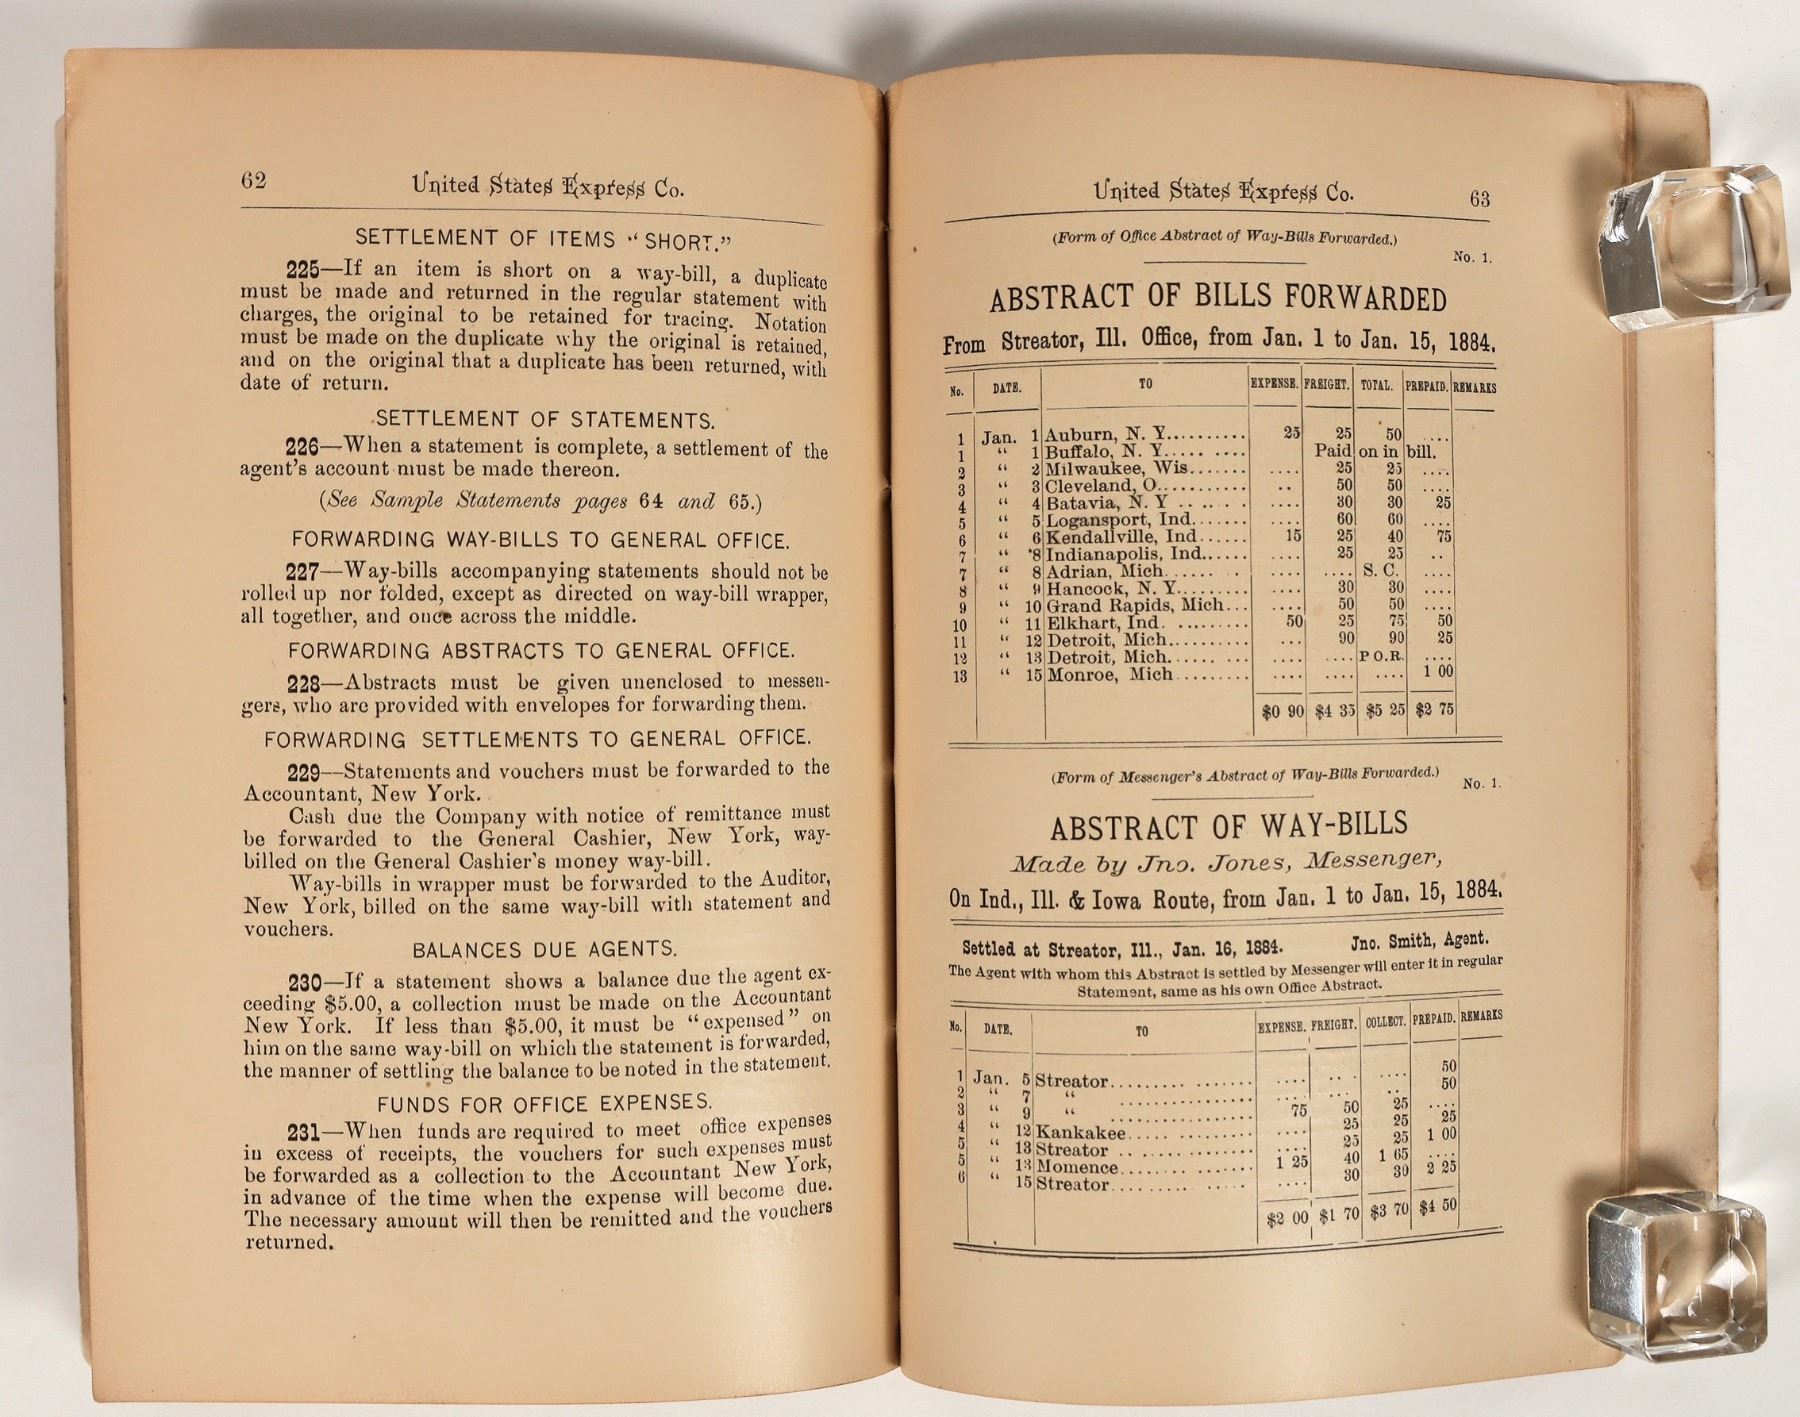 62
United States Express Co.
SETTLEMENT OF ITEMS "SHORT."
225—If an item is short on a way-bill, a duplicate
must be made and returned in the regular statement with
charges, the original to be retained for tracing. Notation
must be made on the duplicate why the original is retained,
and on the original that a duplicate has been returned, with
date of return.
SETTLEMENT OF STATEMENTS.
226—When a statement is complete, a settlement of the
agent's account must be made thereon.
(See Sample Statements pages 64 and 65.)
FORWARDING WAY-BILLS TO GENERAL OFFICE.
227—Way-bills accompanying statements should not be
rolled up nor folded, except as directed on way-bill wrapper,
all together, and once across the middle.
FORWARDING ABSTRACTS TO GENERAL OFFICE.
228—Abstracts must be given unenclosed to messen-
gers, who are provided with envelopes for forwarding them.
FORWARDING SETTLEMENTS TO GENERAL OFFICE.
229—Statements and vouchers must be forwarded to the
Accountant, New York.
Cash due the Company with notice of remittance must
be forwarded to the General Cashier, New York, way-
billed on the General Cashier's money way-bill.
Way-bills in wrapper must be forwarded to the Auditor,
New York, billed on the same way-bill with statement and
vouchers.
BALANCES DUE AGENTS.
230—If a statement shows a balance due the agent ex-
ceeding $5.00, a collection must be made on the Accountant
New York. If less than $5.00, it must be "expensed" on
him on the same way-bill on which the statement is forwarded,
the manner of settling the balance to be noted in the statement.
FUNDS FOR OFFICE EXPENSES.
231—When funds are required to meet office expenses
in excess of receipts, the vouchers for such expenses must
be forwarded as a collection to the Accountant New York,
in advance of the time when the expense will become due.
The necessary amount will then be remitted and the vouchers
returned.
United States Express Co.
63
(Form of Office Abstract of Way-Bills Forwarded.)
No. 1.
ABSTRACT OF BILLS FORWARDED
From Streator, Ill. Office, from Jan. 1 to Jan. 15, 1884.
No. DATE. TO EXPENSE. FREIGHT. TOTAL. PREPAID. REMARKS
1 Jan. 1 Auburn, N. Y.......... 25 25 50 ....
1 " 1 Buffalo, N. Y..... .... Paid on in bill.
2 " 2 Milwaukee, Wis....... .... 25 25 ....
3 " 3 Cleveland, O........... .. 50 50 ....
4 " 4 Batavia, N. Y .. .. .. . .... 30 30 25
5 " 5 Logansport, Ind....... .... 60 60 ....
6 " 6 Kendallville, Ind...... 15 25 40 75
7 " 8 Indianapolis, Ind...... .... 25 25 ..
7 " 8 Adrian, Mich...... . .... .... S. C. ....
8 " 9 Hancock, N. Y......... .... 30 30 ....
9 " 10 Grand Rapids, Mich... .... 50 50 ....
10 " 11 Elkhart, Ind. ......... 50 25 75 50
11 " 12 Detroit, Mich.......... ... 90 90 25
12 " 13 Detroit, Mich...... ... .... .... P O.R. ....
13 " 15 Monroe, Mich ......... .... .... .... 1 00
$0 90 $4 35 $5 25 $2 75
(Form of Messenger's Abstract of Way-Bills Forwarded.)
No. 1.
ABSTRACT OF WAY-BILLS
Made by Jno. Jones, Messenger,
On Ind., Ill. & Iowa Route, from Jan. 1 to Jan. 15, 1884.
Settled at Streator, Ill., Jan. 16, 1884. Jno. Smith, Agent.
The Agent with whom this Abstract is settled by Messenger will enter it in regular
Statement, same as his own Office Abstract.
No. DATE. TO EXPENSE. FREIGHT. COLLECT. PREPAID. REMARKS
1 Jan. 5 Streator.......... ....... .... .. . .... 50
2 " 7 " ............... .... ... ... 50
3 " 9 " ................ 75 50 25 ....
4 " 12 Kankakee..... ........... .... 25 25 25
5 " 13 Streator .. ............. .... 25 25 1 00
5 " 13 Momence......... ....... 1 25 40 1 65 ....
6 " 15 Streator.......... ..... .... 30 30 2 25
$2 00 $1 70 $3 70 $4 50